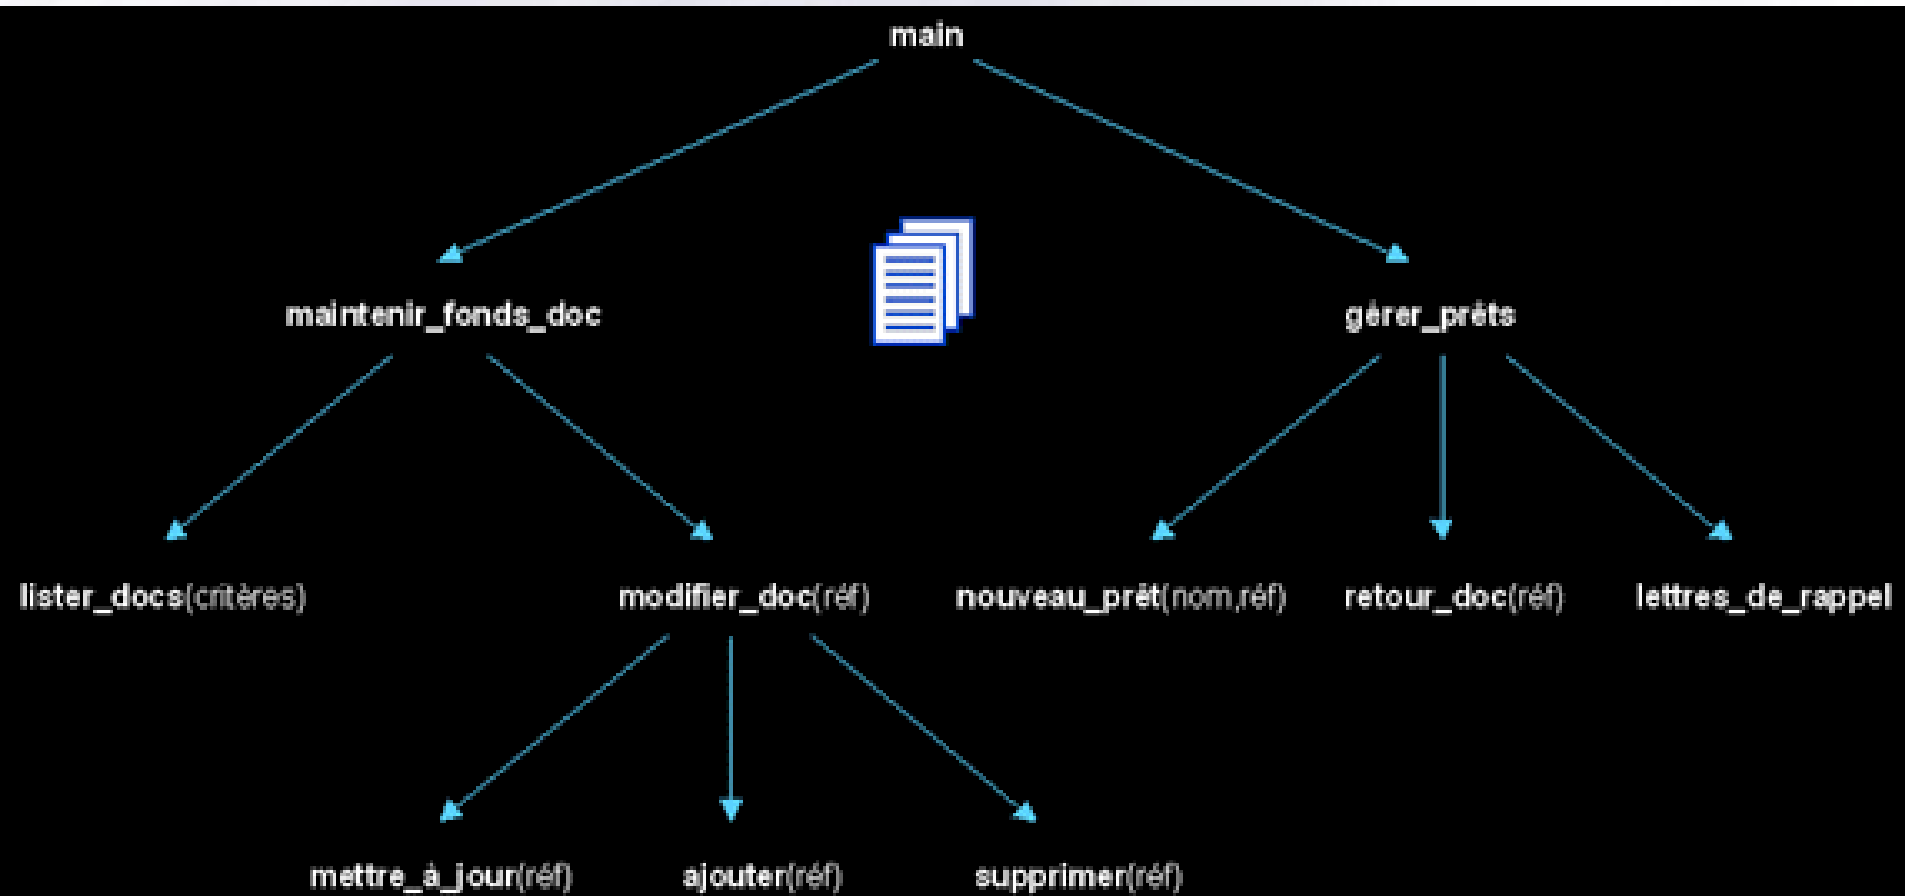 main
maintenir_fonds_doc
gérer_prêts
lister_docs(critères)
modifier_doc(réf)
nouveau_prêt(nom,réf)
retour_doc(réf)
lettres_de_rappel
mettre_à_jour(réf)
ajouter(réf)
supprimer(réf)